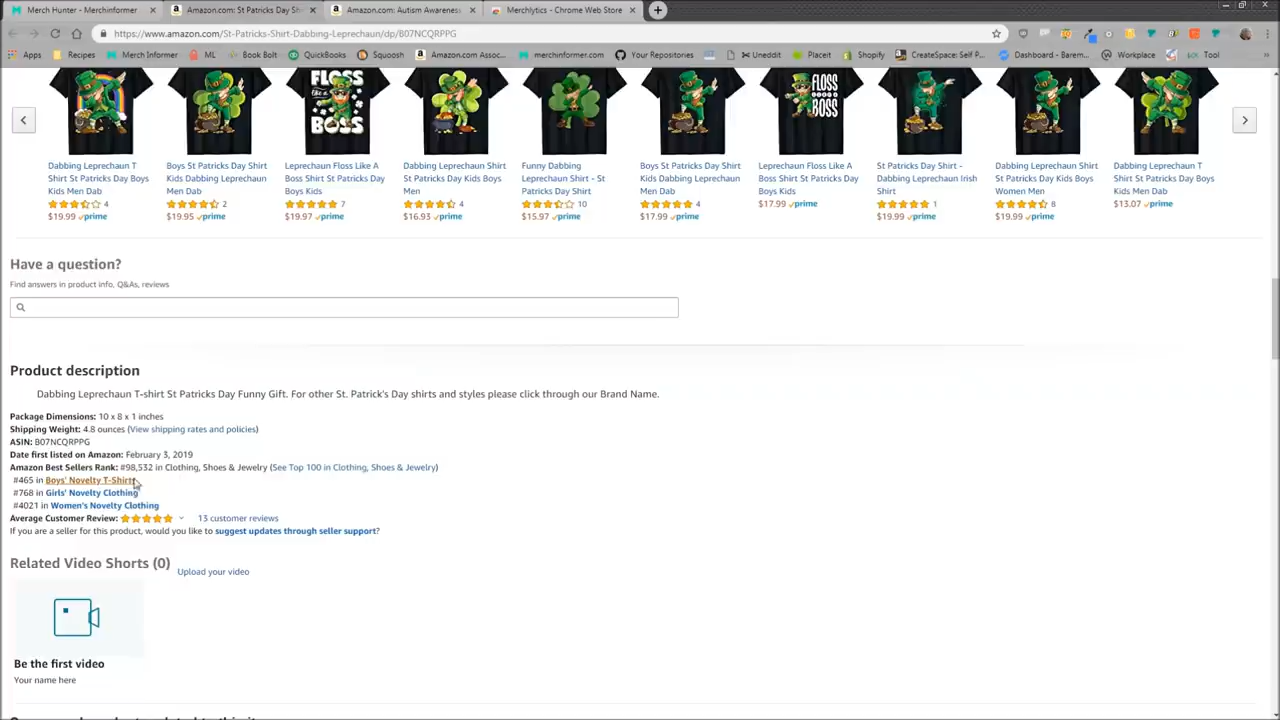 Merch Hunter - Merchinformer
Amazon.com: St Patricks Day Shi
Amazon.com: Autism Awareness
Merchlytics - Chrome Web Store
https://www.amazon.com/St-Patricks-Shirt-Dabbing-Leprechaun/dp/B07NCQRPPG
Apps Recipes Merch Informer ML Book Bolt QuickBooks Squoosh Amazon.com Assoc... merchinformer.com Your Repositories Uneddit Placeit Shopify CreateSpace: Self P... Dashboard - Barem... Workplace Tool
FLOSS
like a
BOSS
FLOSS
BOSS
Dabbing Leprechaun T
Shirt St Patricks Day Boys
Kids Men Dab
4
$19.99 prime
Boys St Patricks Day Shirt
Kids Dabbing Leprechaun
Men Dab
2
$19.95 prime
Leprechaun Floss Like A
Boss Shirt St Patricks Day
Boys Kids
7
$19.97 prime
Dabbing Leprechaun Shirt
St Patricks Day Kids Boys
Men
4
$16.93 prime
Funny Dabbing
Leprechaun Shirt - St
Patricks Day Shirt
10
$15.97 prime
Boys St Patricks Day Shirt
Kids Dabbing Leprechaun
Men Dab
4
$17.99 prime
Leprechaun Floss Like A
Boss Shirt St Patricks Day
Boys Kids
$17.99 prime
St Patricks Day Shirt -
Dabbing Leprechaun Irish
Shirt
1
$19.99 prime
Dabbing Leprechaun Shirt
St Patricks Day Kids Boys
Women Men
8
$19.99 prime
Dabbing Leprechaun T
Shirt St Patricks Day Boys
Kids Men Dab
$13.07 prime
Have a question?
Find answers in product info, Q&As, reviews
Product description
Dabbing Leprechaun T-shirt St Patricks Day Funny Gift. For other St. Patrick's Day shirts and styles please click through our Brand Name.
Package Dimensions: 10 x 8 x 1 inches
Shipping Weight: 4.8 ounces (View shipping rates and policies)
ASIN: B07NCQRPPG
Date first listed on Amazon: February 3, 2019
Amazon Best Sellers Rank: #98,532 in Clothing, Shoes & Jewelry (See Top 100 in Clothing, Shoes & Jewelry)
#465 in Boys' Novelty T-Shirts
#768 in Girls' Novelty Clothing
#4021 in Women's Novelty Clothing
Average Customer Review: 13 customer reviews
If you are a seller for this product, would you like to suggest updates through seller support?
Related Video Shorts (0) Upload your video
Be the first video
Your name here